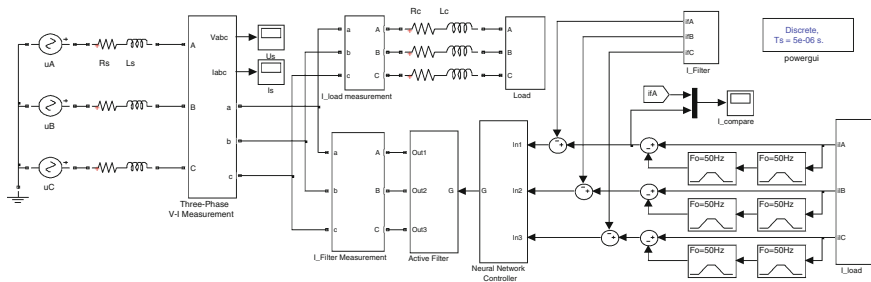 uA
Rs
Ls
uB
uC
A
B
C
a
b
c
Three-Phase
V-I Measurement
Vabc
Us
Iabc
Is
a
b
c
A
B
C
I_load measurement
Rc
Lc
A
B
C
Load
a
b
c
A
B
C
I_Filter Measurement
Out1
Out2
Out3
G
Active Filter
G
In1
In2
In3
Neural Network
Controller
ifA
ifB
ifC
I_Filter
ifA
I_compare
Discrete,
Ts = 5e-06 s.
powergui
Fo=50Hz
Fo=50Hz
Fo=50Hz
Fo=50Hz
Fo=50Hz
Fo=50Hz
ilA
ilB
ilC
I_load